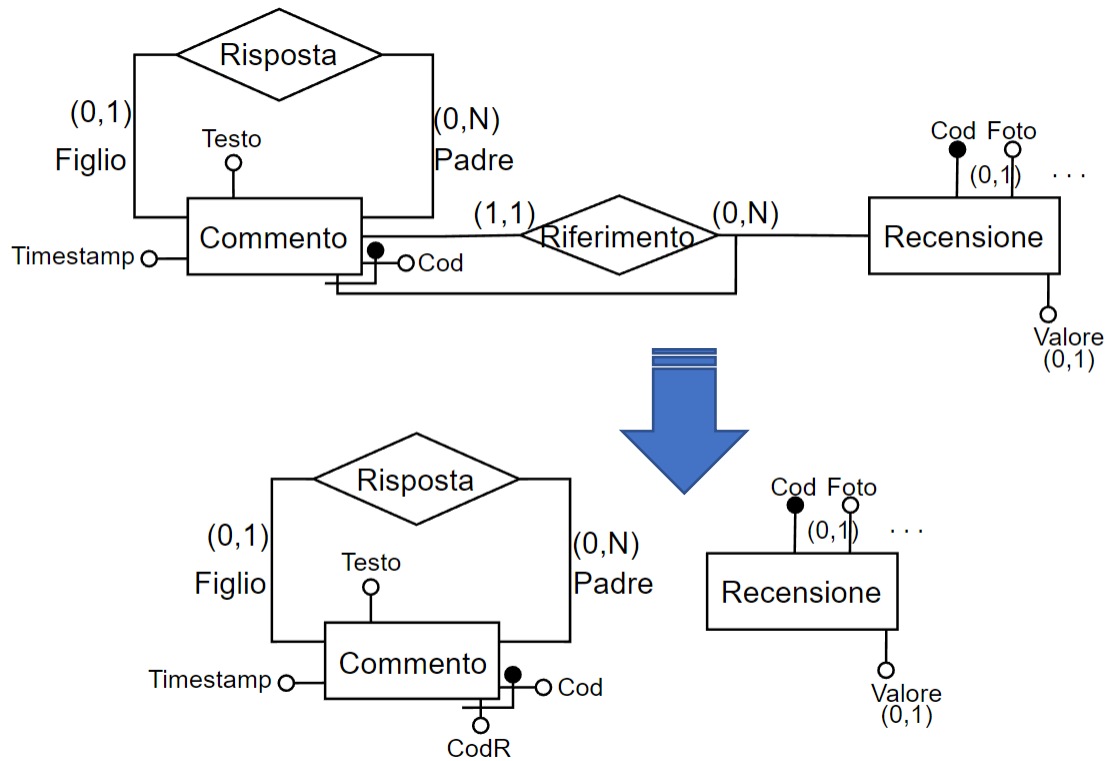 Risposta
(0,1)
(0,N)
Figlio
Testo
Padre
Cod Foto
(0,1) ...
Commento
(1,1)
Riferimento
(0,N)
Recensione
Timestamp
Cod
Valore
(0,1)
Risposta
(0,1)
(0,N)
Figlio
Testo
Padre
Cod Foto
(0,1) ...
Recensione
Commento
Timestamp
Cod
CodR
Valore
(0,1)